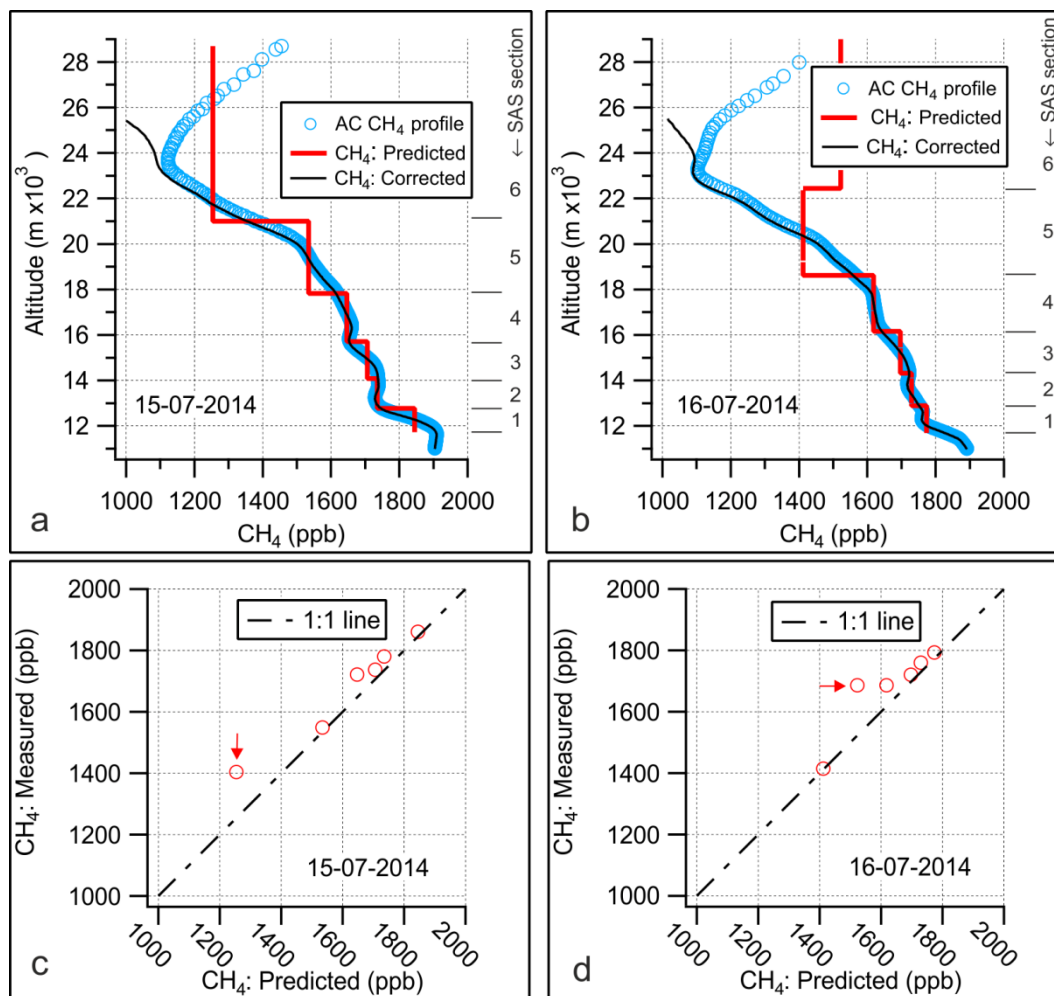 28
26
24
22
20
18
16
14
12
Altitude (m x10³)
AC CH₄ profile
CH₄: Predicted
CH₄: Corrected
15-07-2014
← SAS section
6
5
4
3
2
1
1000 1200 1400 1600 1800 2000
CH₄ (ppb)
a
28
26
24
22
20
18
16
14
12
Altitude (m x10³)
AC CH₄ profile
CH₄: Predicted
CH₄: Corrected
16-07-2014
← SAS section
6
5
4
3
2
1
1000 1200 1400 1600 1800 2000
CH₄ (ppb)
b
2000
1800
1600
1400
1200
1000
CH₄: Measured (ppb)
1:1 line
15-07-2014
1000 1200 1400 1600 1800 2000
CH₄: Predicted (ppb)
c
2000
1800
1600
1400
1200
1000
CH₄: Measured (ppb)
1:1 line
16-07-2014
1000 1200 1400 1600 1800 2000
CH₄: Predicted (ppb)
d